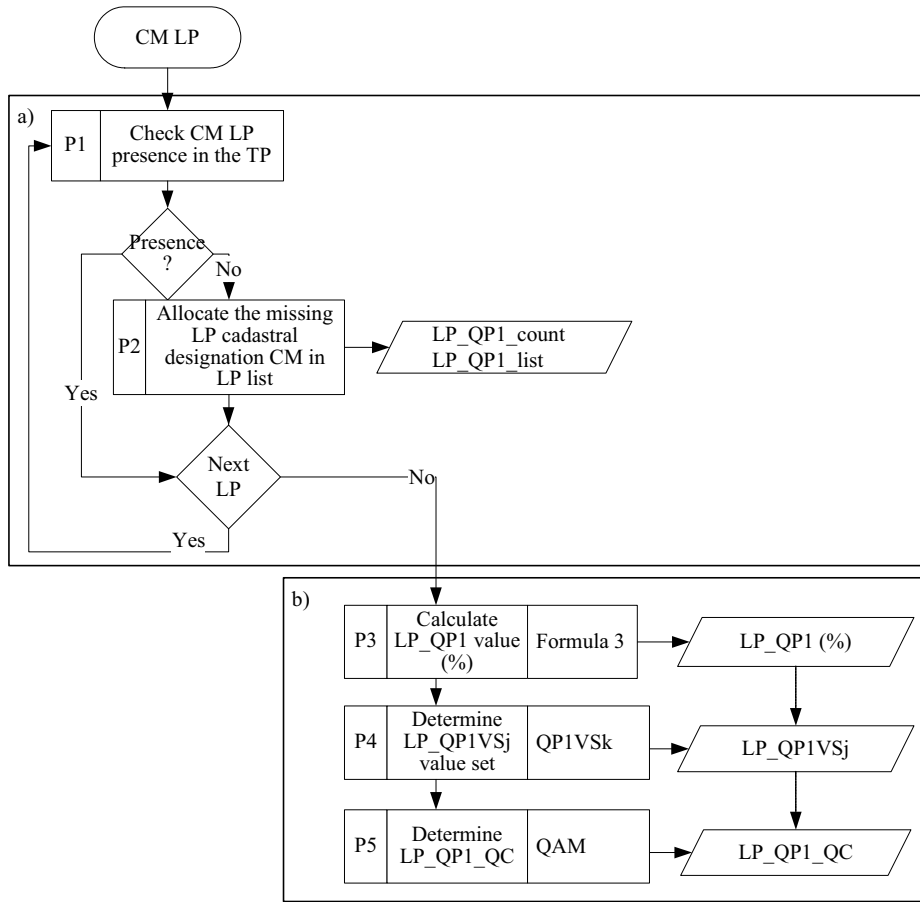 CM LP
a)
P1
Check CM LP
presence in the TP
Presence
?
No
P2
Allocate the missing
LP cadastral
designation CM in
LP list
LP_QP1_count
LP_QP1_list
Yes
Next
LP
No
Yes
b)
P3
Calculate
LP_QP1 value
(%)
Formula 3
LP_QP1 (%)
P4
Determine
LP_QP1VSj
value set
QP1VSk
LP_QP1VSj
P5
Determine
LP_QP1_QC
QAM
LP_QP1_QC